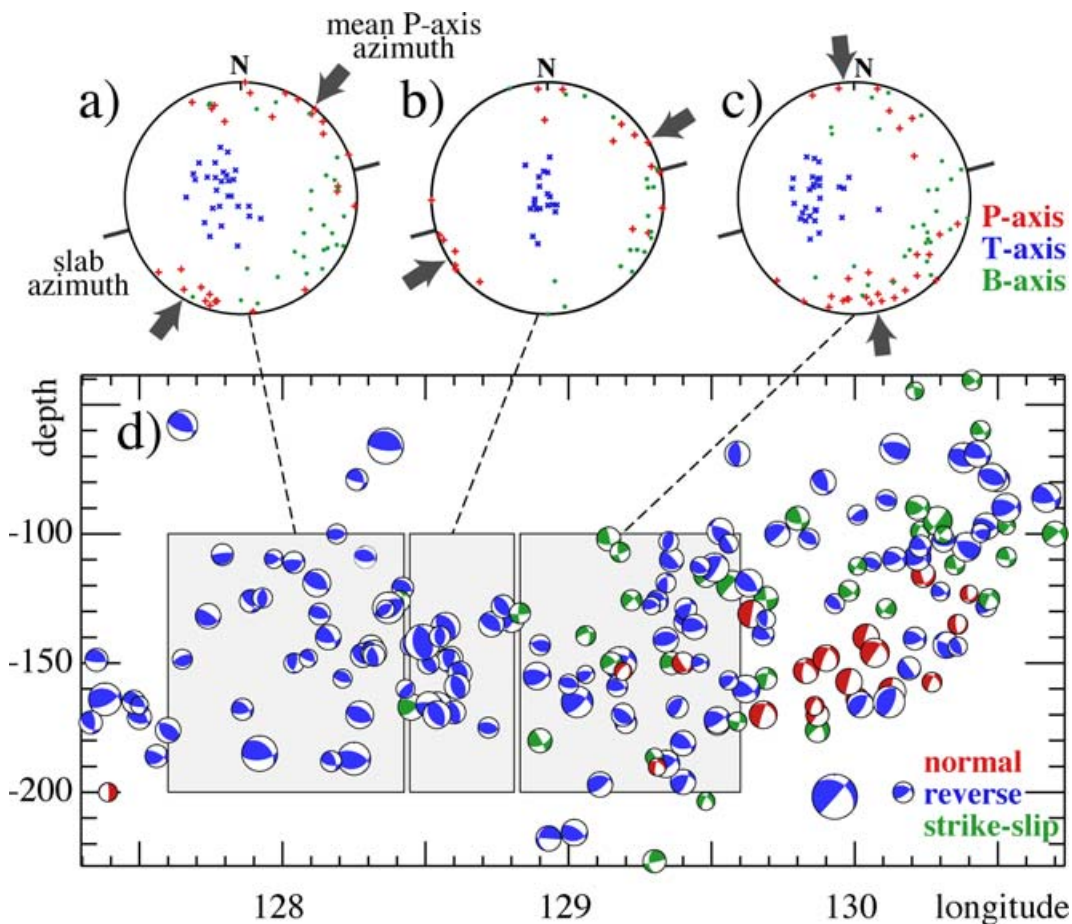 mean P-axis
azimuth
a)
N
b)
N
c)
N
slab
azimuth
P-axis
T-axis
B-axis
d)
depth
-100
-150
-200
normal
reverse
strike-slip
128
129
130
longitude